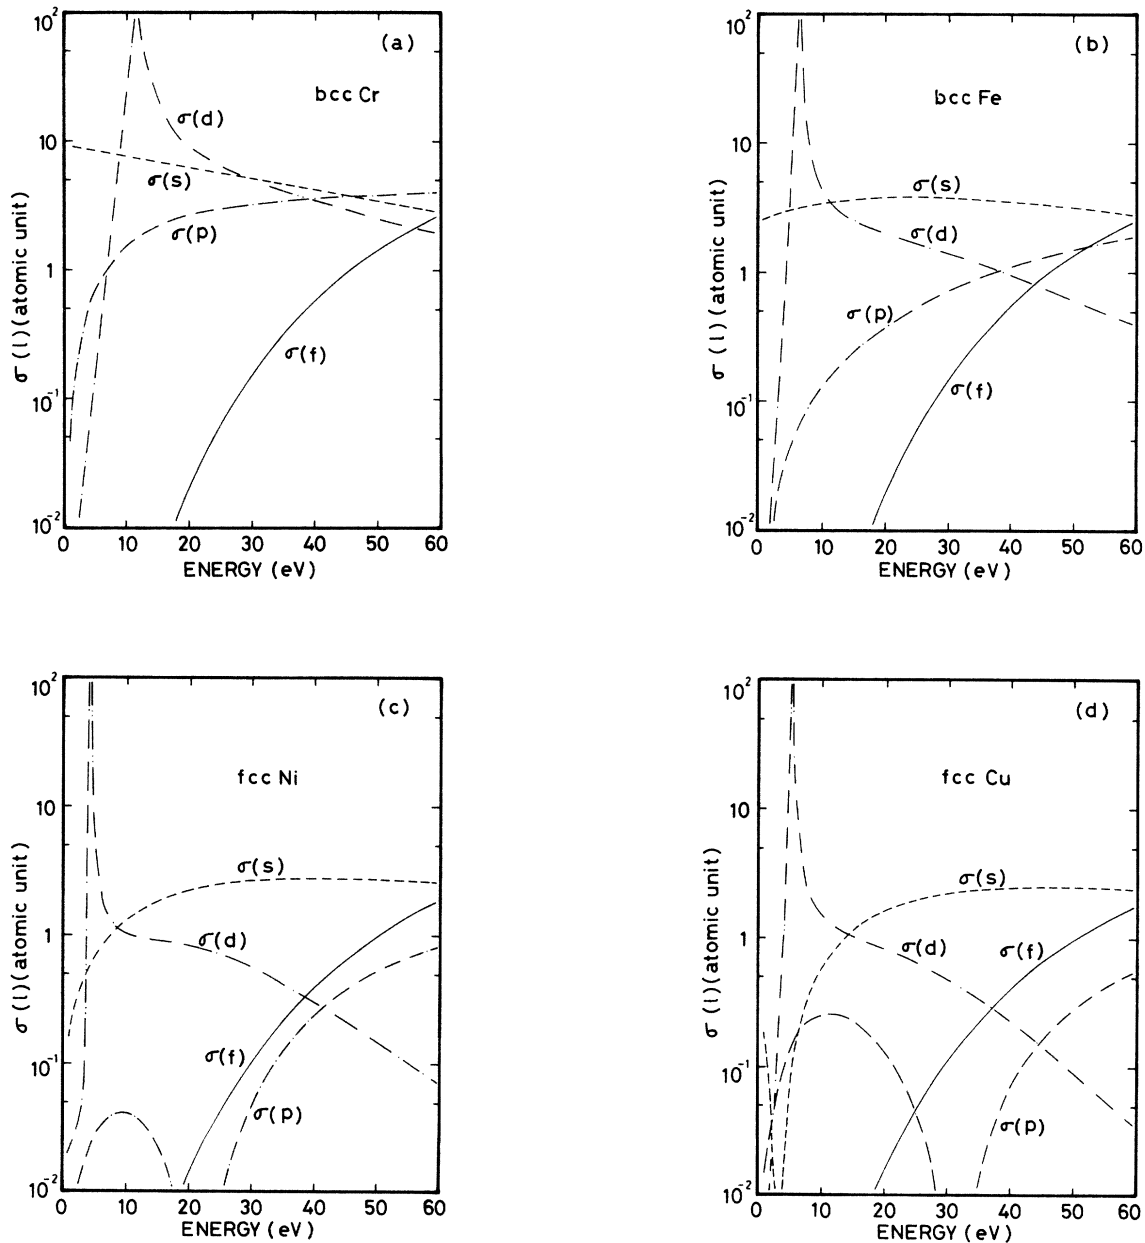 (a)
bcc Cr
σ(d)
σ(s)
σ(p)
σ(f)
10²
10
1
10⁻¹
10⁻²
σ (l) (atomic unit)
0 10 20 30 40 50 60
ENERGY (eV)
(b)
bcc Fe
σ(s)
σ(d)
σ(p)
σ(f)
10²
10
1
10⁻¹
10⁻²
σ (l) (atomic unit)
0 10 20 30 40 50 60
ENERGY (eV)
(c)
fcc Ni
σ(s)
σ(d)
σ(f)
σ(p)
10²
10
1
10⁻¹
10⁻²
σ (l) (atomic unit)
0 10 20 30 40 50 60
ENERGY (eV)
(d)
fcc Cu
σ(s)
σ(d)
σ(f)
σ(p)
10²
10
1
10⁻¹
10⁻²
σ (l) (atomic unit)
0 10 20 30 40 50 60
ENERGY (eV)